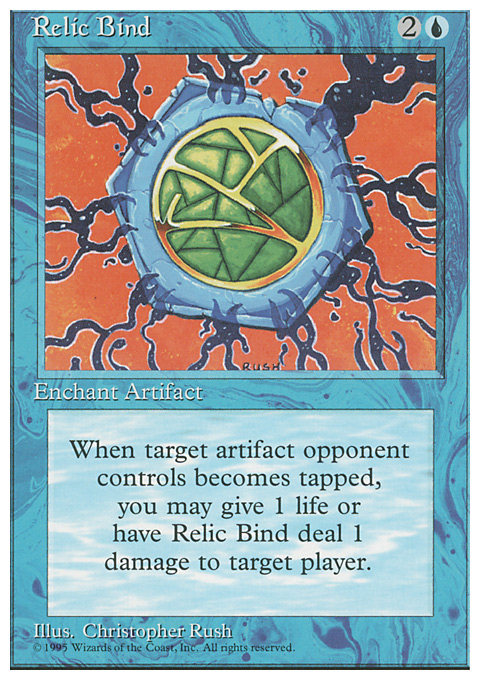 Relic Bind 2
RUSH
Enchant Artifact
When target artifact opponent
controls becomes tapped,
you may give 1 life or
have Relic Bind deal 1
damage to target player.
Illus. Christopher Rush
© 1995 Wizards of the Coast, Inc. All rights reserved.